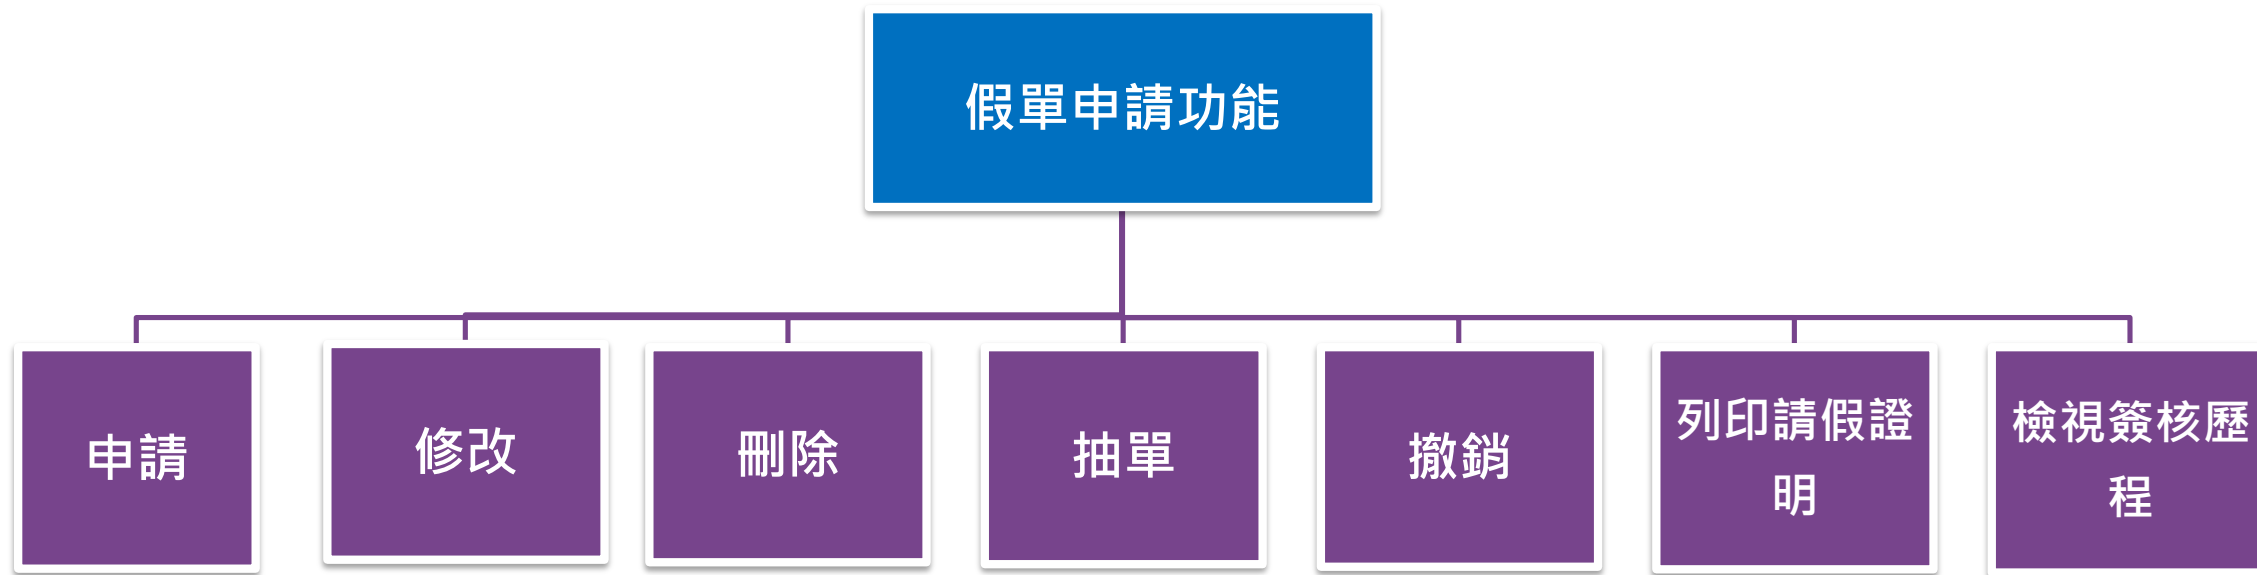 假單申請功能
申請
修改
刪除
抽單
撤銷
列印請假證
明
檢視簽核歷
程